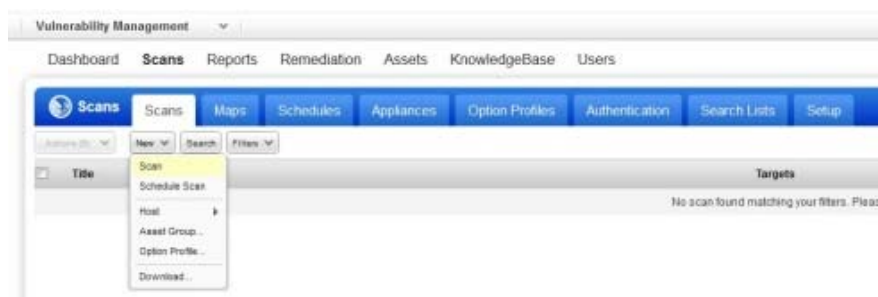 Vulnerability Management
Dashboard Scans Reports Remediation Assets KnowledgeBase Users
Scans Scans Maps Schedules Appliances Option Profiles Authentication Search Lists Setup
New Search Filters
Title Targets
Scan
Schedule Scan
No scan found matching your filters. Pleas
Host
Asset Group...
Option Profile...
Download...